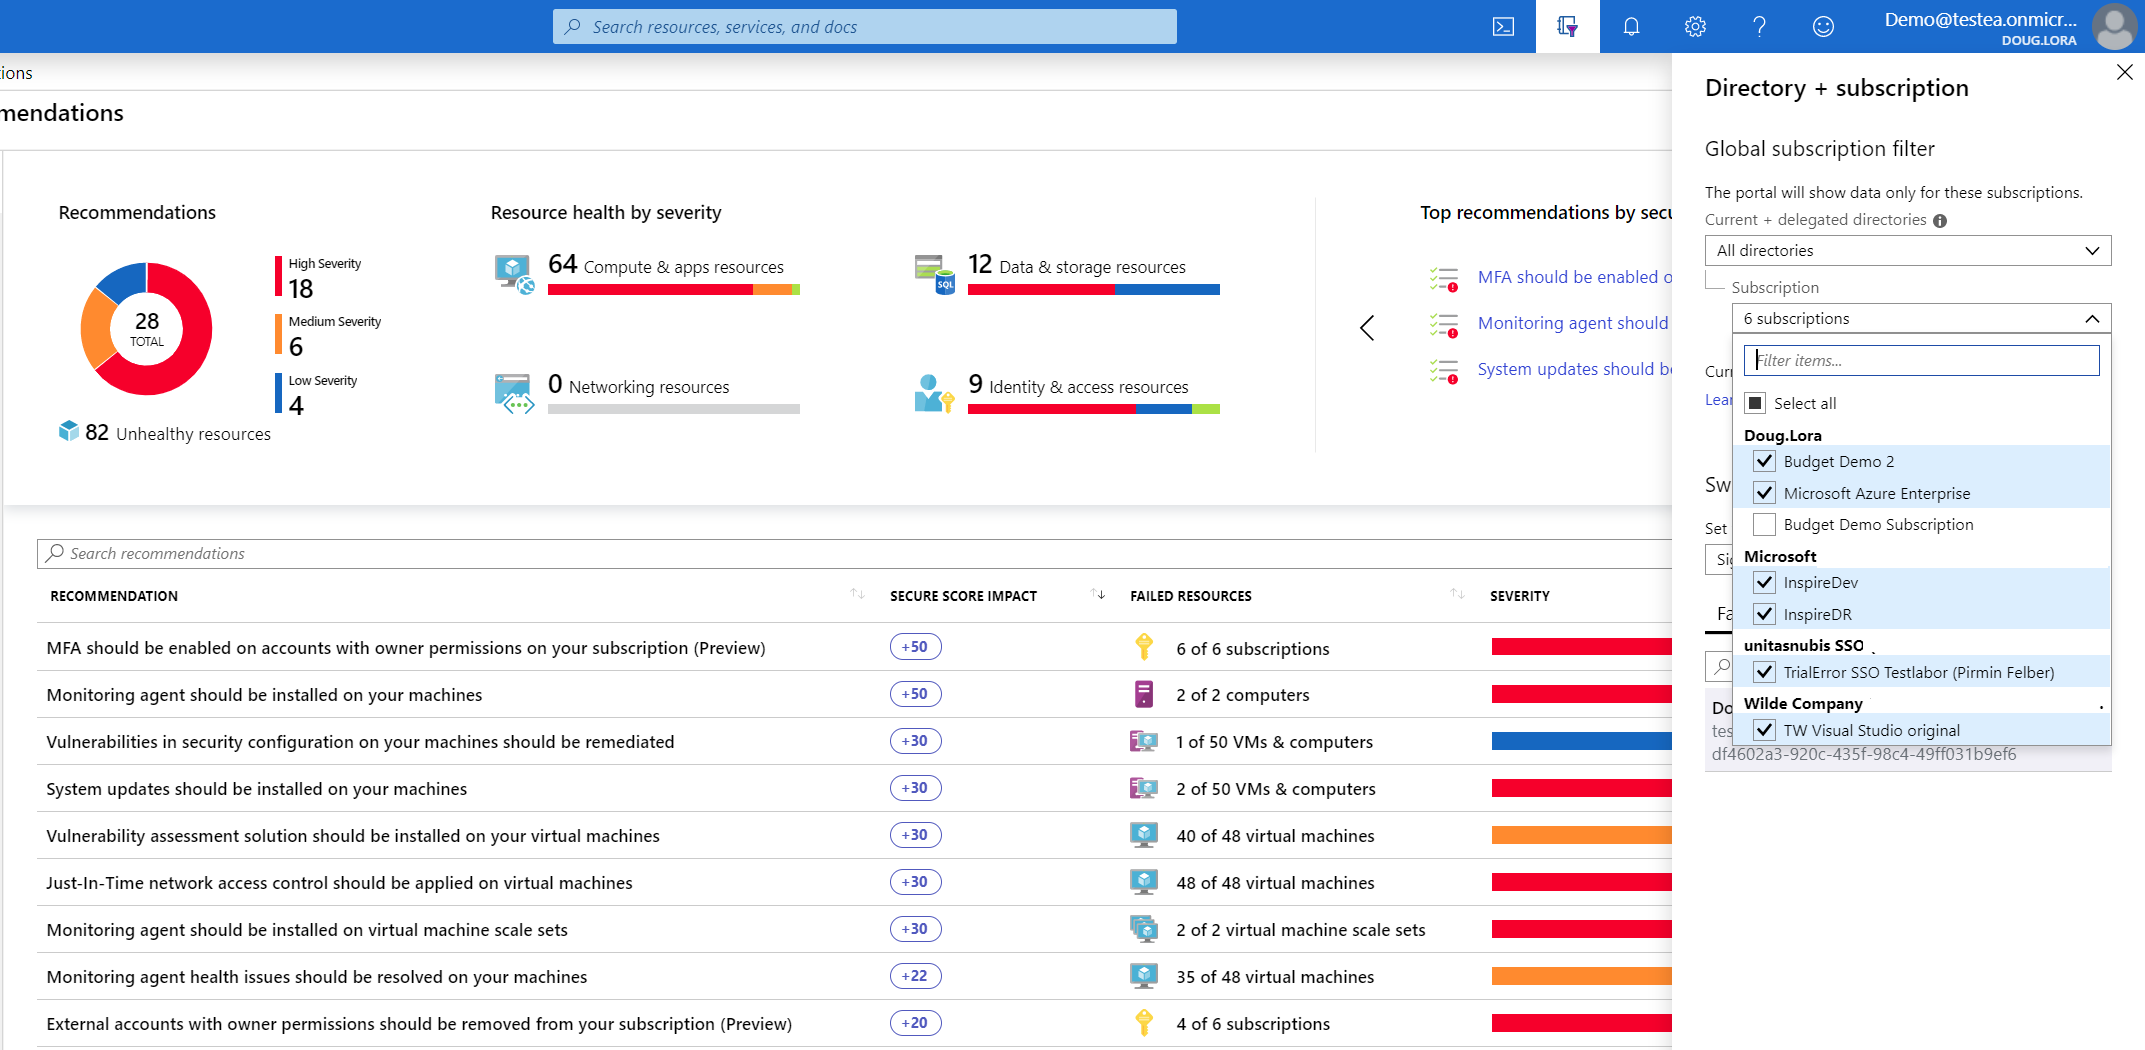 Search resources, services, and docs
Demo@testea.onmicr...
DOUG.LORA
ions
mendations
Recommendations
28
TOTAL
High Severity
18
Medium Severity
6
Low Severity
4
82 Unhealthy resources
Resource health by severity
64 Compute & apps resources
12 Data & storage resources
SQL
0 Networking resources
9 Identity & access resources
Top recommendations by secu
MFA should be enabled o
Monitoring agent should
System updates should be
Search recommendations
RECOMMENDATION SECURE SCORE IMPACT FAILED RESOURCES SEVERITY
MFA should be enabled on accounts with owner permissions on your subscription (Preview) +50 6 of 6 subscriptions
Monitoring agent should be installed on your machines +50 2 of 2 computers
Vulnerabilities in security configuration on your machines should be remediated +30 1 of 50 VMs & computers
System updates should be installed on your machines +30 2 of 50 VMs & computers
Vulnerability assessment solution should be installed on your virtual machines +30 40 of 48 virtual machines
Just-In-Time network access control should be applied on virtual machines +30 48 of 48 virtual machines
Monitoring agent should be installed on virtual machine scale sets +30 2 of 2 virtual machine scale sets
Monitoring agent health issues should be resolved on your machines +22 35 of 48 virtual machines
External accounts with owner permissions should be removed from your subscription (Preview) +20 4 of 6 subscriptions
Directory + subscription
Global subscription filter
The portal will show data only for these subscriptions.
Current + delegated directories
All directories
Subscription
6 subscriptions
Filter items...
Curr
Lear
Select all
Doug.Lora
Budget Demo 2
Microsoft Azure Enterprise
Sw
Budget Demo Subscription
Set
Microsoft
Sig
InspireDev
InspireDR
Fa
unitasnubis SSO
TrialError SSO Testlabor (Pirmin Felber)
Wilde Company
Do
TW Visual Studio original
tes
df4602a3-920c-435f-98c4-49ff031b9ef6